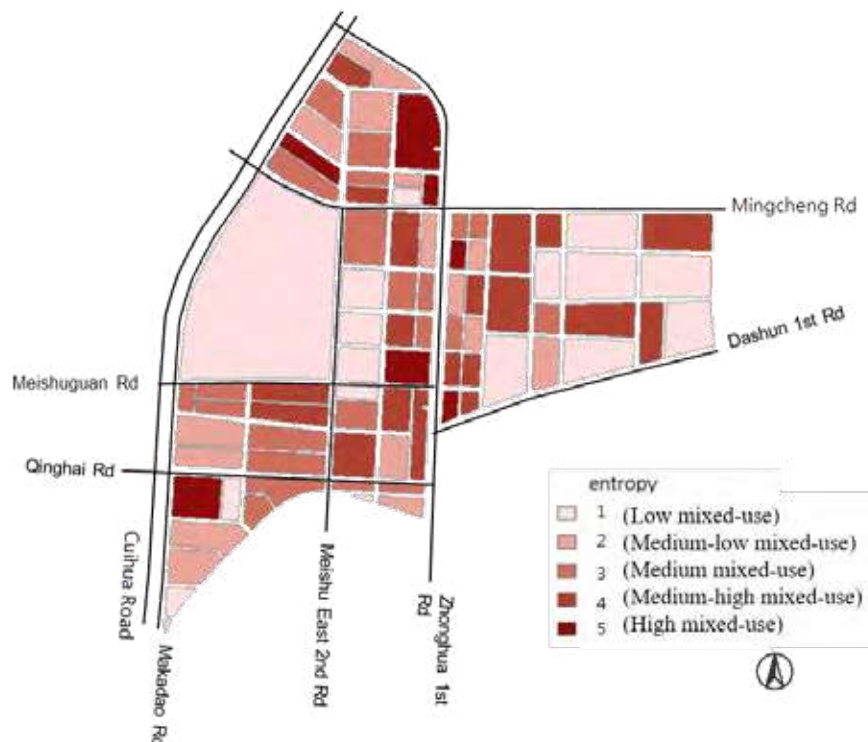 Mingcheng Rd
Dashun 1st Rd
Meishuguan Rd
Qinghai Rd
Cuihua Road
Makadao
Meishu East 2nd Rd
Zhonghua 1st
Rd
entropy
1 (Low mixed-use)
2 (Medium-low mixed-use)
3 (Medium mixed-use)
4 (Medium-high mixed-use)
5 (High mixed-use)